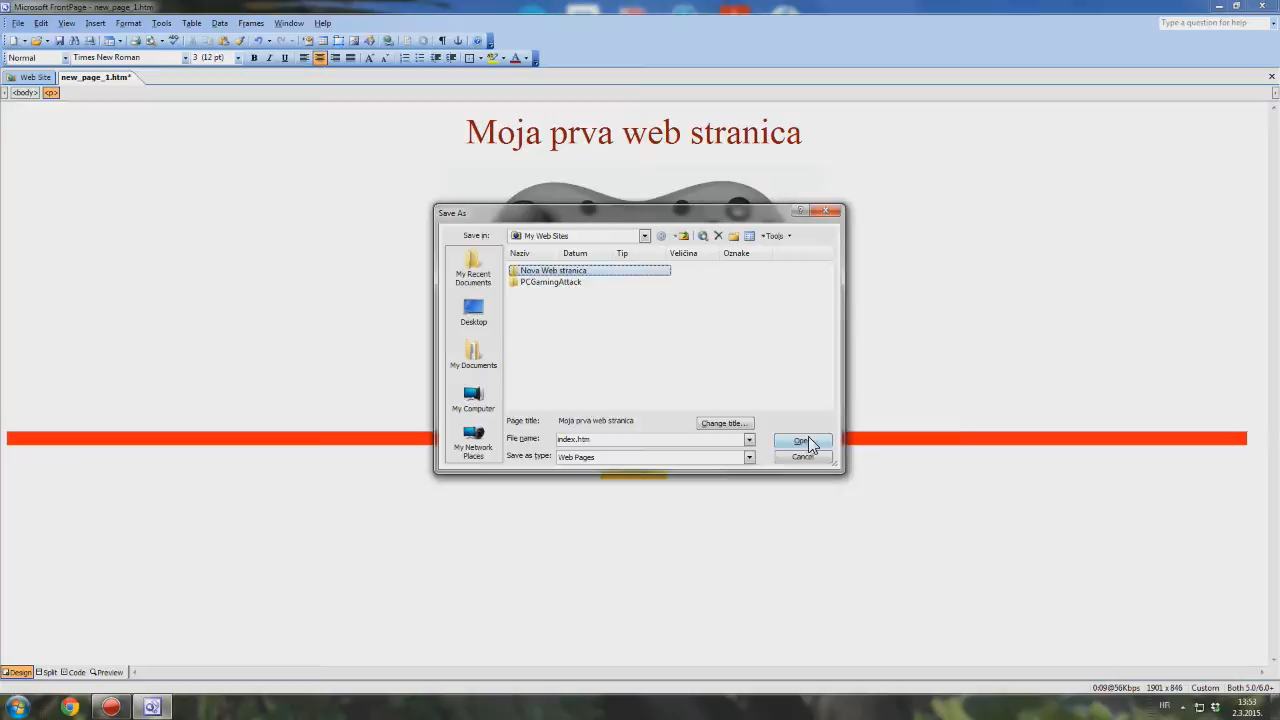 Microsoft FrontPage - new_page_1.htm
File Edit View Insert Format Tools Table Data Frames Window Help
Type a question for help
Normal Times New Roman 3 (12 pt) B I U A A A
Web Site new_page_1.htm*
<body> <p>
Moja prva web stranica
Save As
Save in: My Web Sites Tools
Naziv Datum Tip Veličina Oznake
My Recent Documents
Nova Web stranica
PCGamingAttack
Desktop
My Documents
My Computer
My Network Places
Page title: Moja prva web stranica Change title...
File name: index.htm
Save as type: Web Pages Cancel
Design Split Code Preview
0:09@56Kbps 1901 x 846 Custom Both 5.0/6.0+
HR 13:53
2.3.2015.